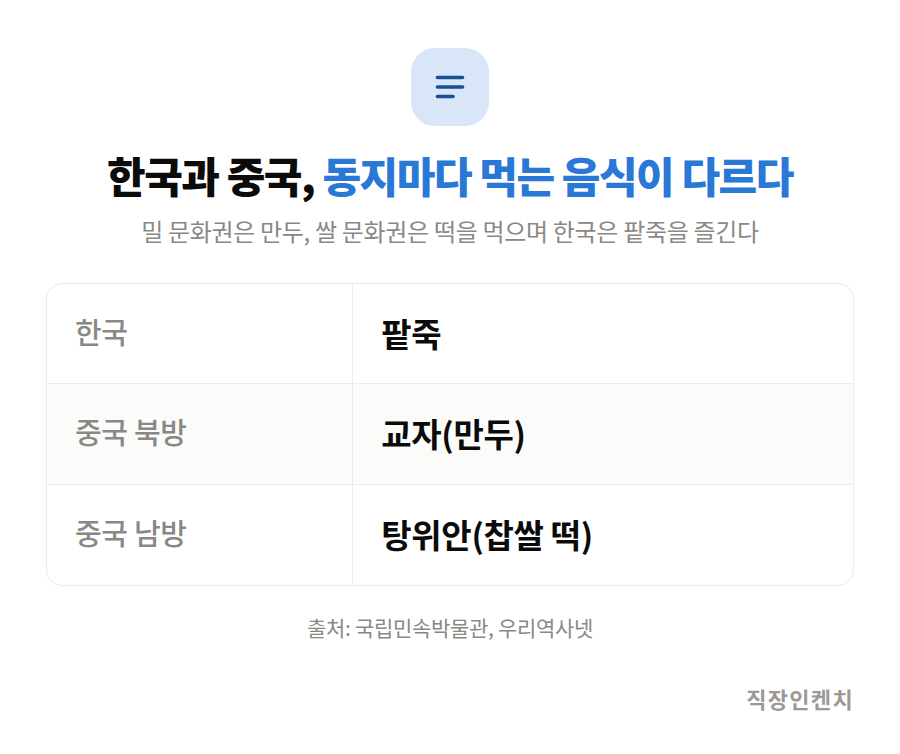 한국과 중국, 동지마다 먹는 음식이 다르다
밀 문화권은 만두, 쌀 문화권은 떡을 먹으며 한국은 팥죽을 즐긴다
한국
팥죽
중국 북방
교자(만두)
중국 남방
탕위안(찹쌀 떡)
출처: 국립민속박물관, 우리역사넷
직장인켄치